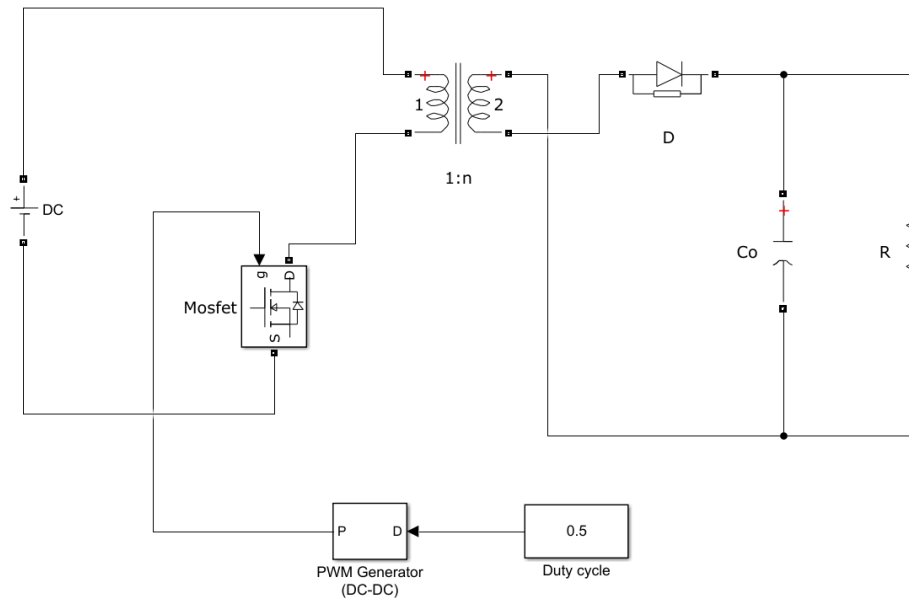 1
2
1:n
D
DC
g
D
Mosfet
S
Co
R
P
D
0.5
PWM Generator
(DC-DC)
Duty cycle